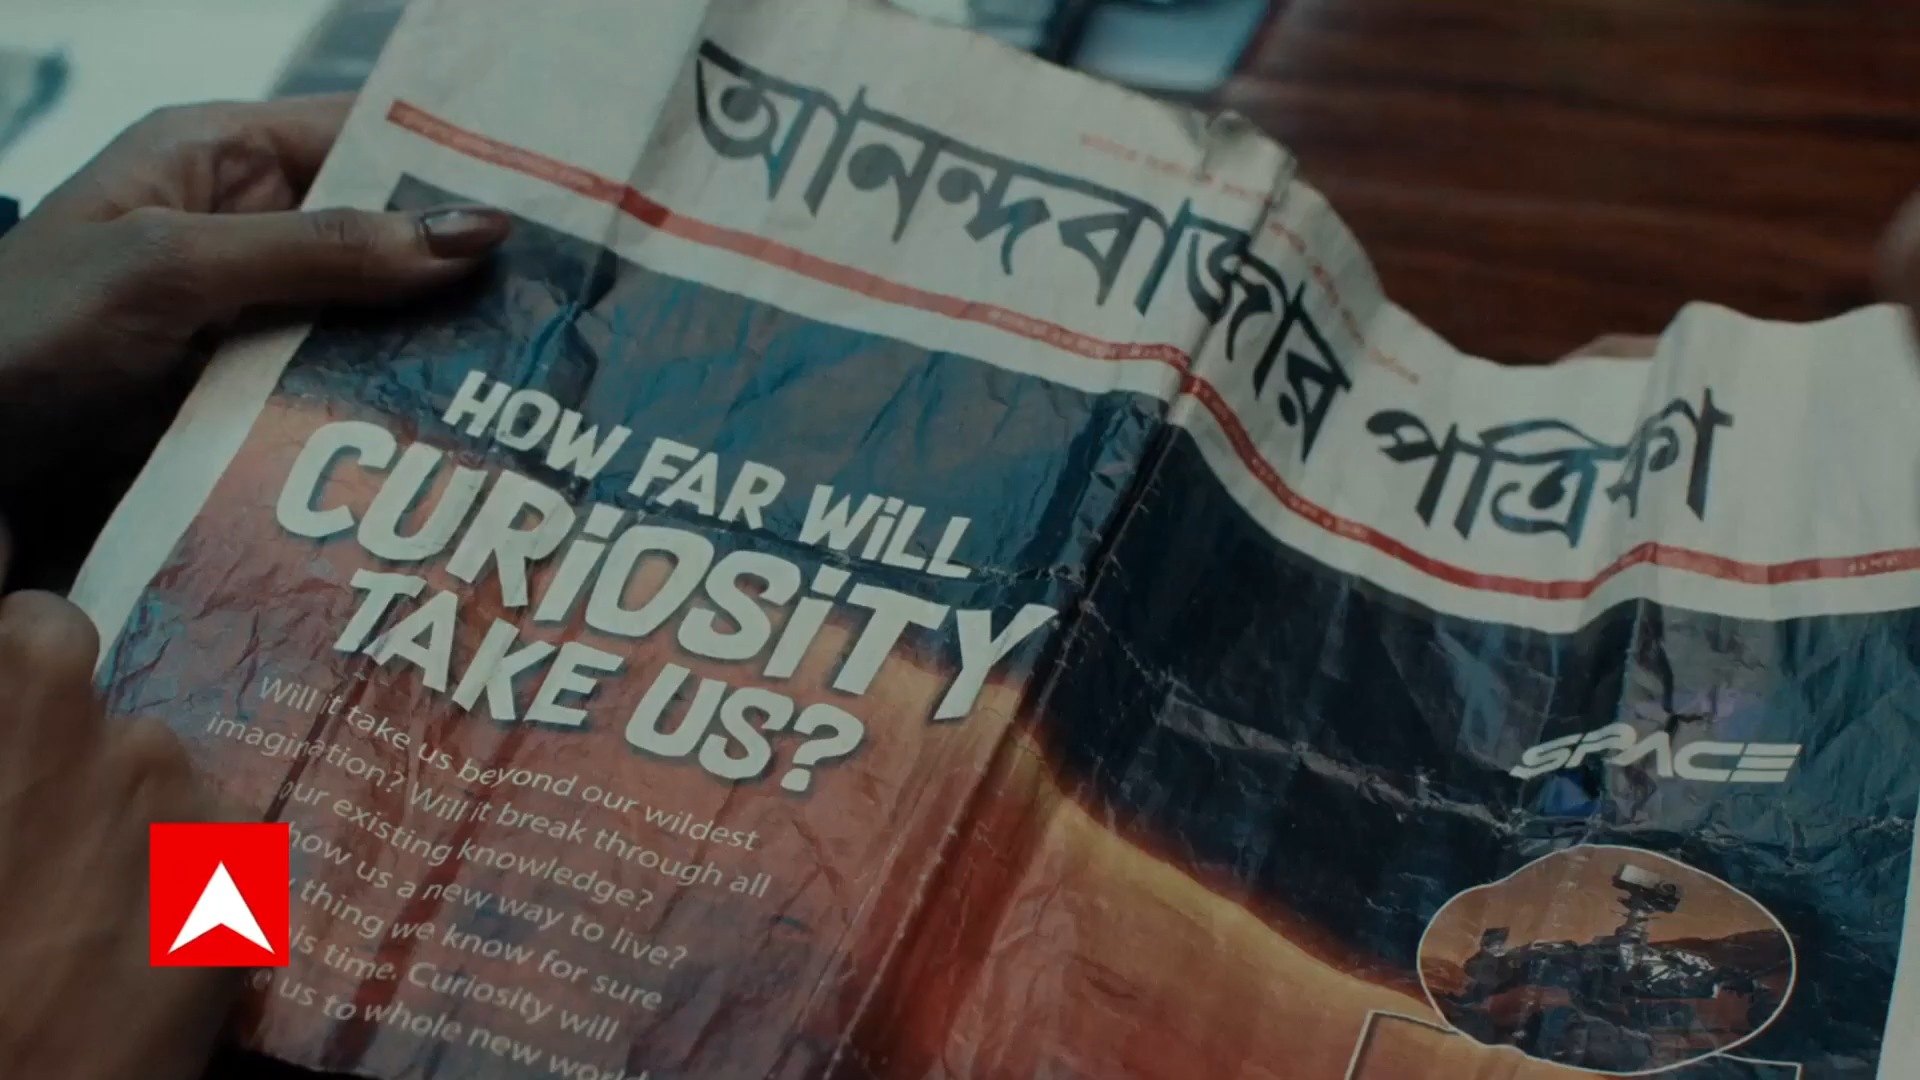 আনন্দবাজার পত্রিকা
HOW FAR WiLL
CURiOSiTY
TAKE US?
Will it take us beyond our wildest
imagination? Will it break through all
our existing knowledge?
how us a new way to live?
thing we know for sure
is time. Curiosity will
us to whole new world
SPACE